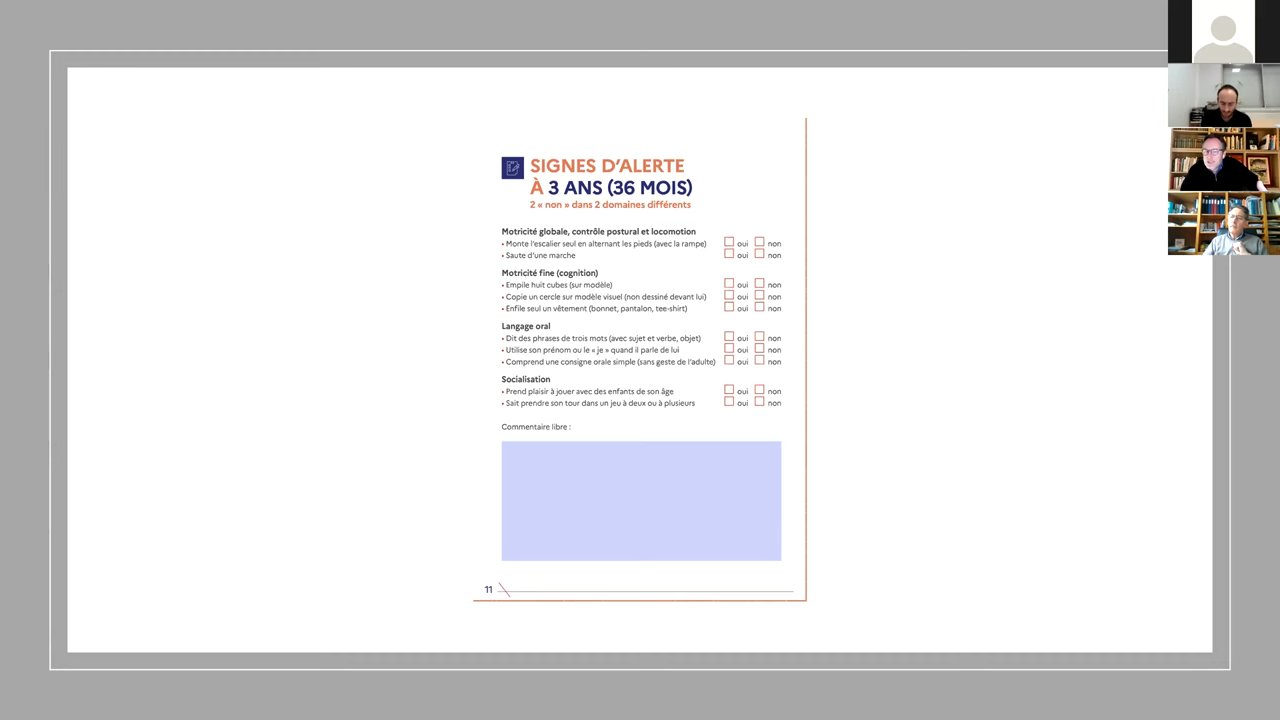 SIGNES D'ALERTE
À 3 ANS (36 MOIS)
2 « non » dans 2 domaines différents
Motricité globale, contrôle postural et locomotion
• Monte l'escalier seul en alternant les pieds (avec la rampe) oui non
• Saute d'une marche oui non
Motricité fine (cognition)
• Empile huit cubes (sur modèle) oui non
• Copie un cercle sur modèle visuel (non dessiné devant lui) oui non
• Enfile seul un vêtement (bonnet, pantalon, tee-shirt) oui non
Langage oral
• Dit des phrases de trois mots (avec sujet et verbe, objet) oui non
• Utilise son prénom ou le « je » quand il parle de lui oui non
• Comprend une consigne orale simple (sans geste de l'adulte) oui non
Socialisation
• Prend plaisir à jouer avec des enfants de son âge oui non
• Sait prendre son tour dans un jeu à deux ou à plusieurs oui non
Commentaire libre :
11